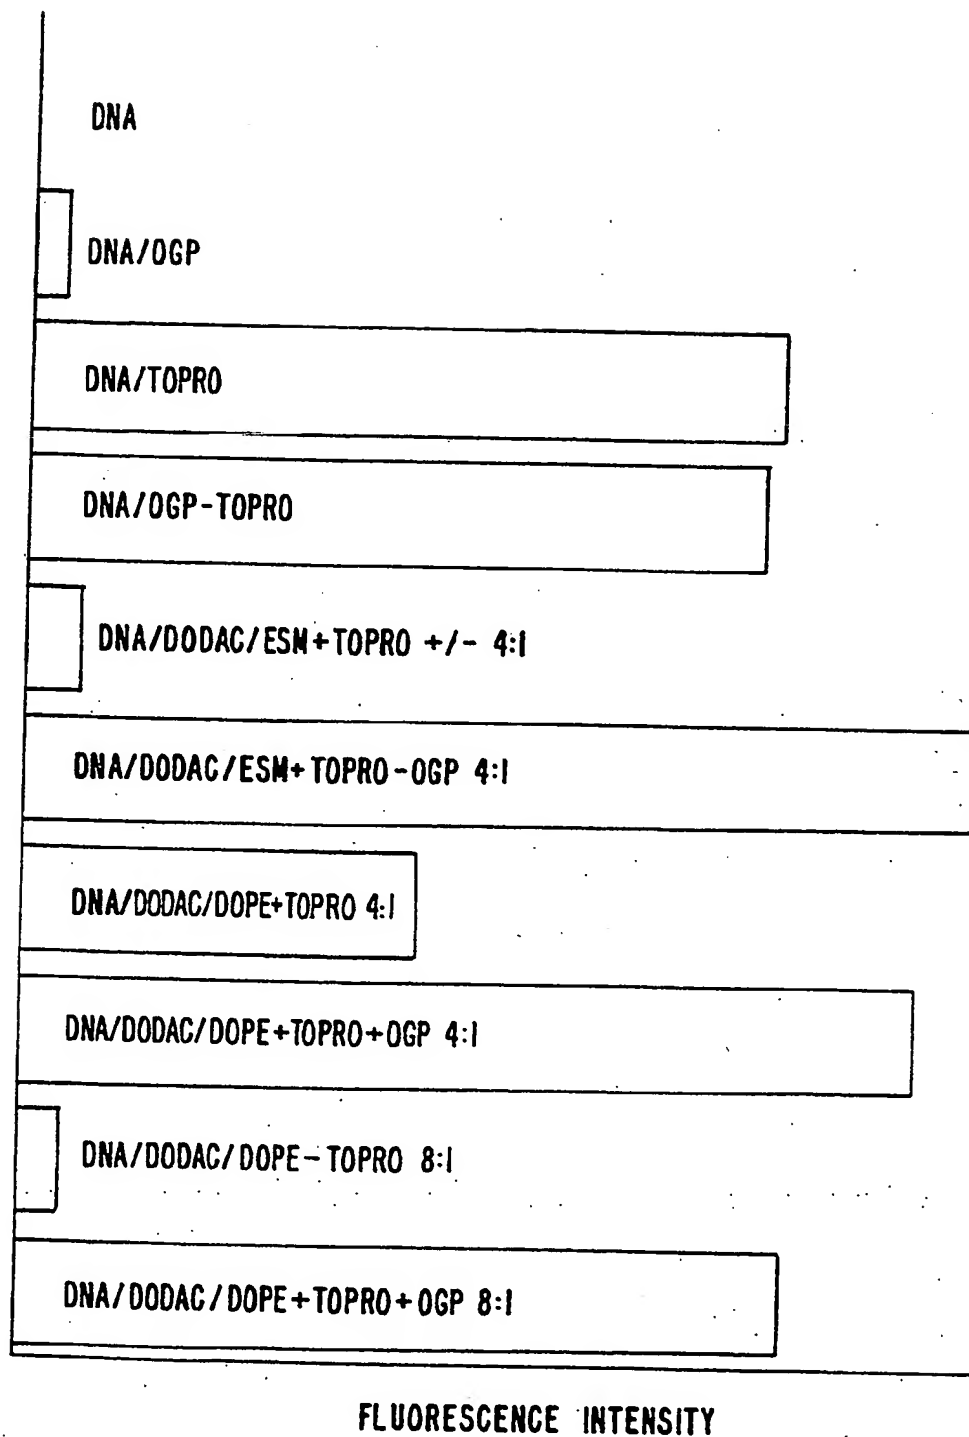 DNA
DNA/OGP
DNA/TOPRO
DNA/OGP-TOPRO
DNA/DODAC/ESM+TOPRO +/- 4:1
DNA/DODAC/ESM+TOPRO-OGP 4:1
DNA/DODAC/DOPE+TOPRO 4:1
DNA/DODAC/DOPE+TOPRO+OGP 4:1
DNA/DODAC/DOPE-TOPRO 8:1
DNA/DODAC/DOPE+TOPRO+OGP 8:1
FLUORESCENCE INTENSITY